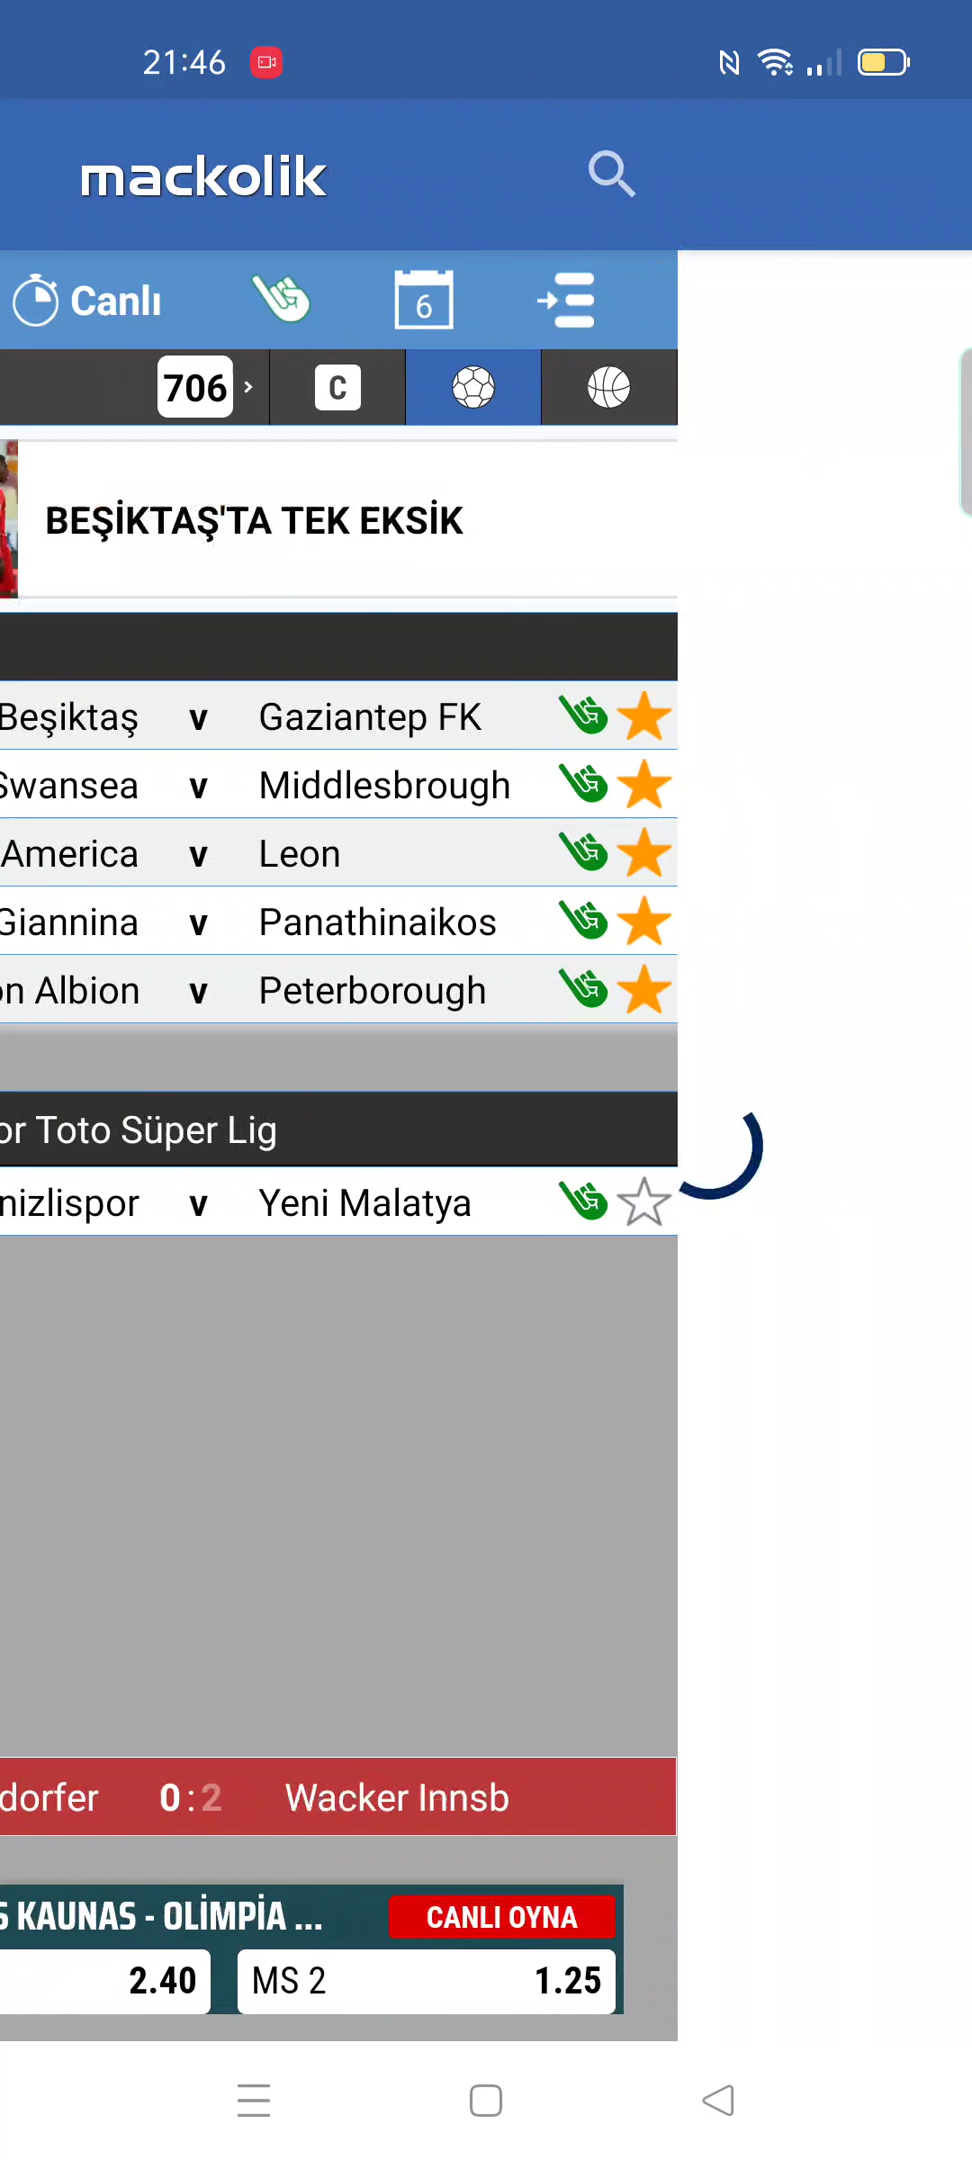 21:46
mackolik
Canlı
6
706 > C
BEŞİKTAŞ'TA TEK EKSİK
Beşiktaş v Gaziantep FK
Swansea v Middlesbrough
America v Leon
Giannina v Panathinaikos
on Albion v Peterborough
or Toto Süper Lig
nizlispor v Yeni Malatya
dorfer 0 : 2 Wacker Innsb
S KAUNAS - OLİMPİA ... CANLI OYNA
2.40 MS 2 1.25